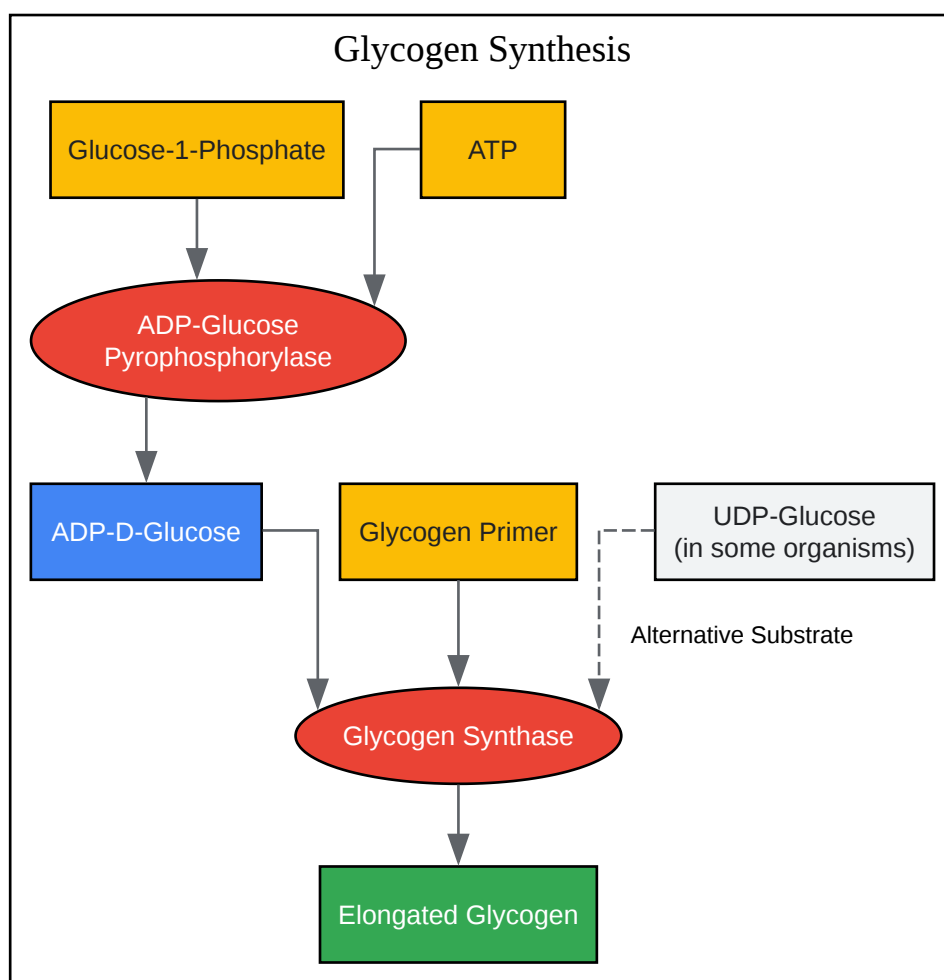 Glycogen Synthesis
Glucose-1-Phosphate
ATP
ADP-Glucose
Pyrophosphorylase
ADP-D-Glucose
Glycogen Primer
UDP-Glucose
(in some organisms)
Alternative Substrate
Glycogen Synthase
Elongated Glycogen